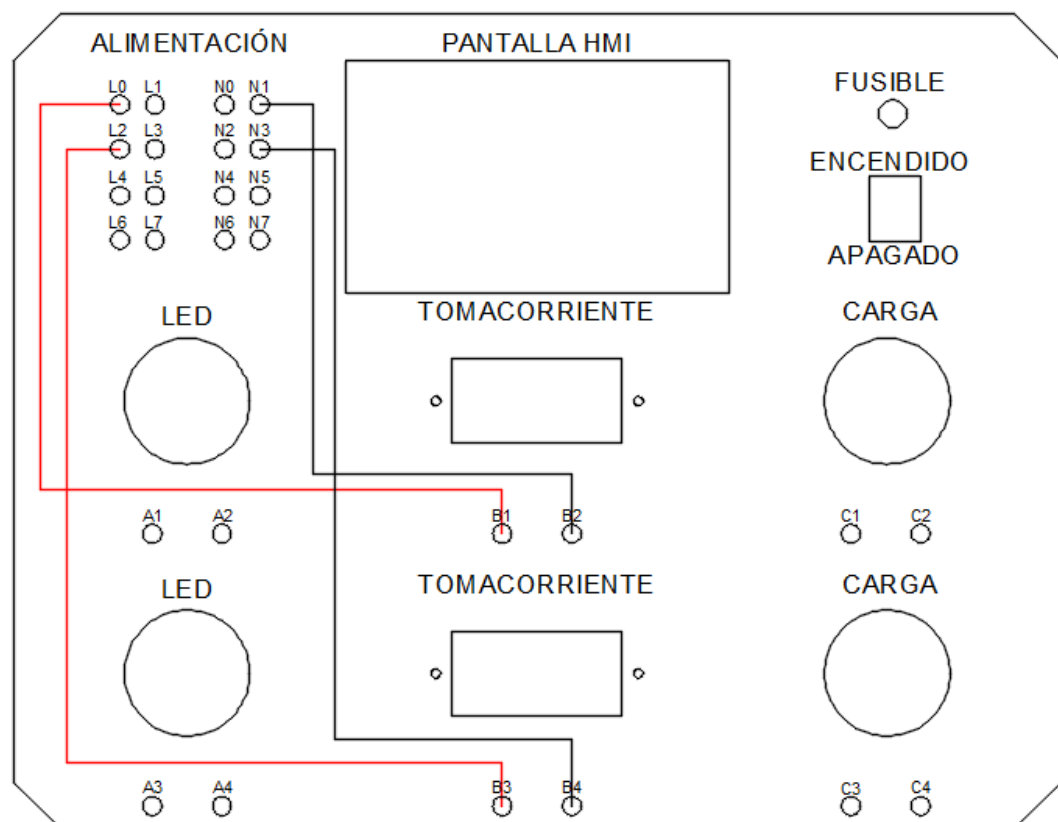 ALIMENTACIÓN
PANTALLA HMI
FUSIBLE
L0 L1 N0 N1
L2 L3 N2 N3
L4 L5 N4 N5
L6 L7 N6 N7
ENCENDIDO
APAGADO
LED
TOMACORRIENTE
CARGA
A1 A2 B1 B2 C1 C2
LED
TOMACORRIENTE
CARGA
A3 A4 B3 B4 C3 C4